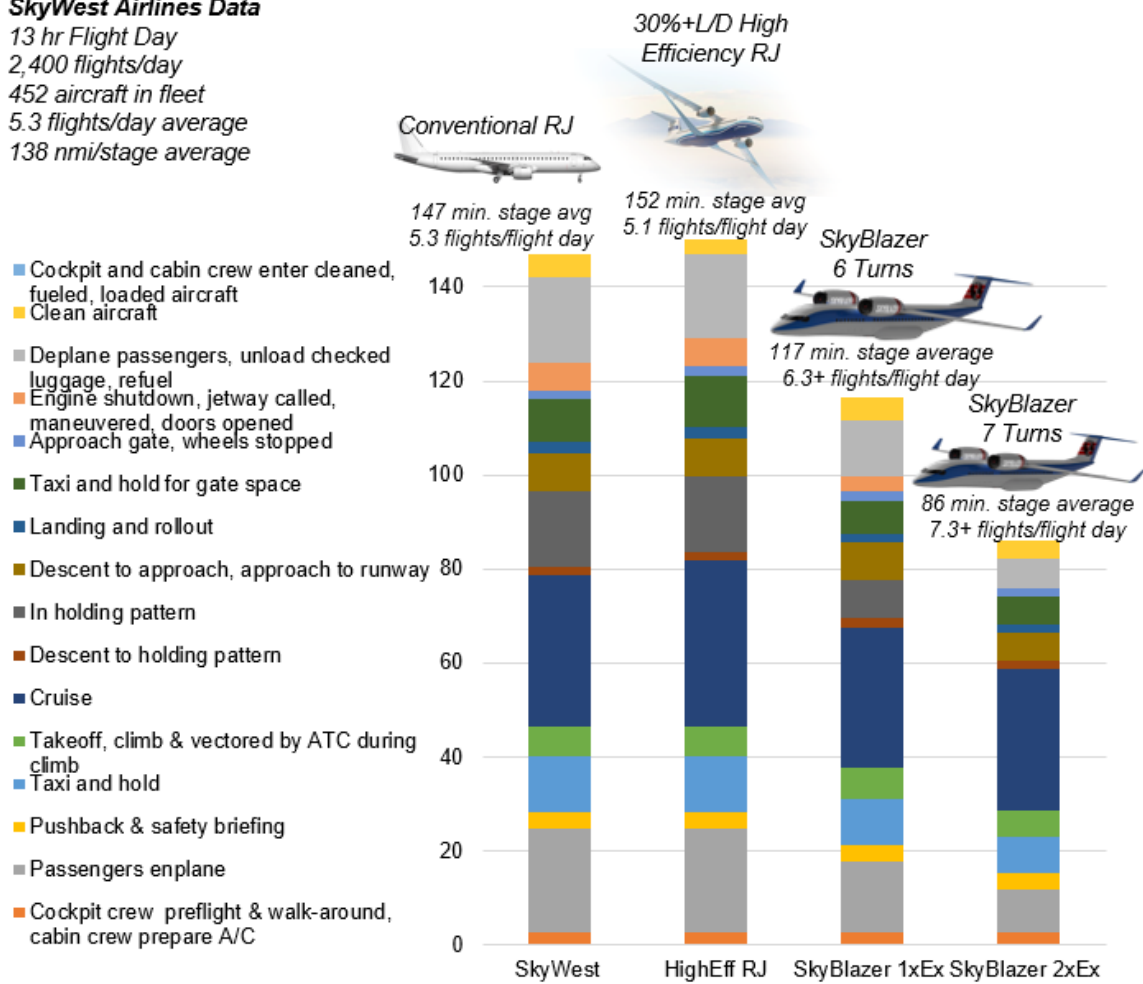 SkyWest Airlines Data
13 hr Flight Day
2,400 flights/day
452 aircraft in fleet
5.3 flights/day average
138 nmi/stage average
30%+L/D High
Efficiency RJ
Conventional RJ
147 min. stage avg
5.3 flights/flight day
152 min. stage avg
5.1 flights/flight day
SkyBlazer
6 Turns
117 min. stage average
6.3+ flights/flight day
SkyBlazer
7 Turns
86 min. stage average
7.3+ flights/flight day
Cockpit and cabin crew enter cleaned,
fueled, loaded aircraft
Clean aircraft
Deplane passengers, unload checked
luggage, refuel
Engine shutdown, jetway called,
maneuvered, doors opened
Approach gate, wheels stopped
Taxi and hold for gate space
Landing and rollout
Descent to approach, approach to runway
In holding pattern
Descent to holding pattern
Cruise
Takeoff, climb & vectored by ATC during
climb
Taxi and hold
Pushback & safety briefing
Passengers enplane
Cockpit crew preflight & walk-around,
cabin crew prepare A/C
140
120
100
80
60
40
20
0
SkyWest
HighEff RJ
SkyBlazer 1xEx
SkyBlazer 2xEx